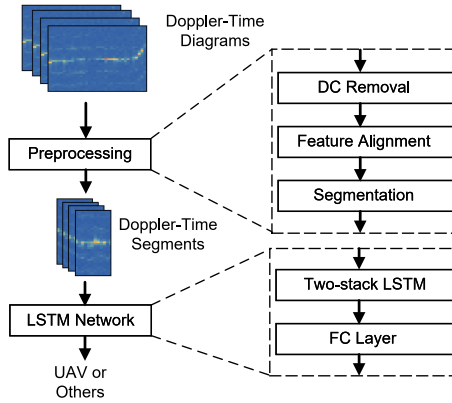 Doppler-Time
Diagrams
DC Removal
Feature Alignment
Preprocessing
Segmentation
Doppler-Time
Segments
Two-stack LSTM
LSTM Network
FC Layer
UAV or
Others